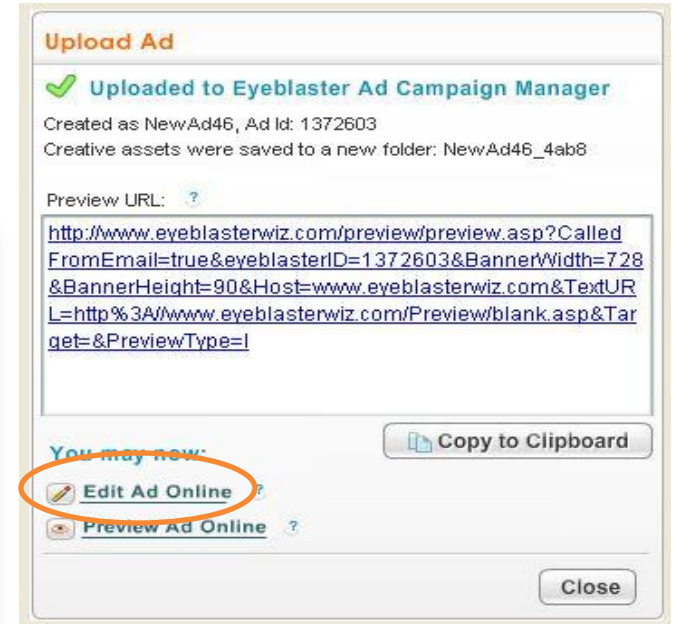 Upload Ad
Uploaded to Eyeblaster Ad Campaign Manager
Created as NewAd46, Ad Id: 1372603
Creative assets were saved to a new folder: NewAd46_4ab8
Preview URL: ?
http://www.eyeblasterwiz.com/preview/preview.asp?Called
FromEmail=true&eyeblasterID=1372603&BannerWidth=728
&BannerHeight=90&Host=www.eyeblasterwiz.com&TextUR
L=http%3A//www.eyeblasterwiz.com/Preview/blank.asp&Tar
get=&PreviewType=I
Copy to Clipboard
You may now:
Edit Ad Online ?
Preview Ad Online ?
Close